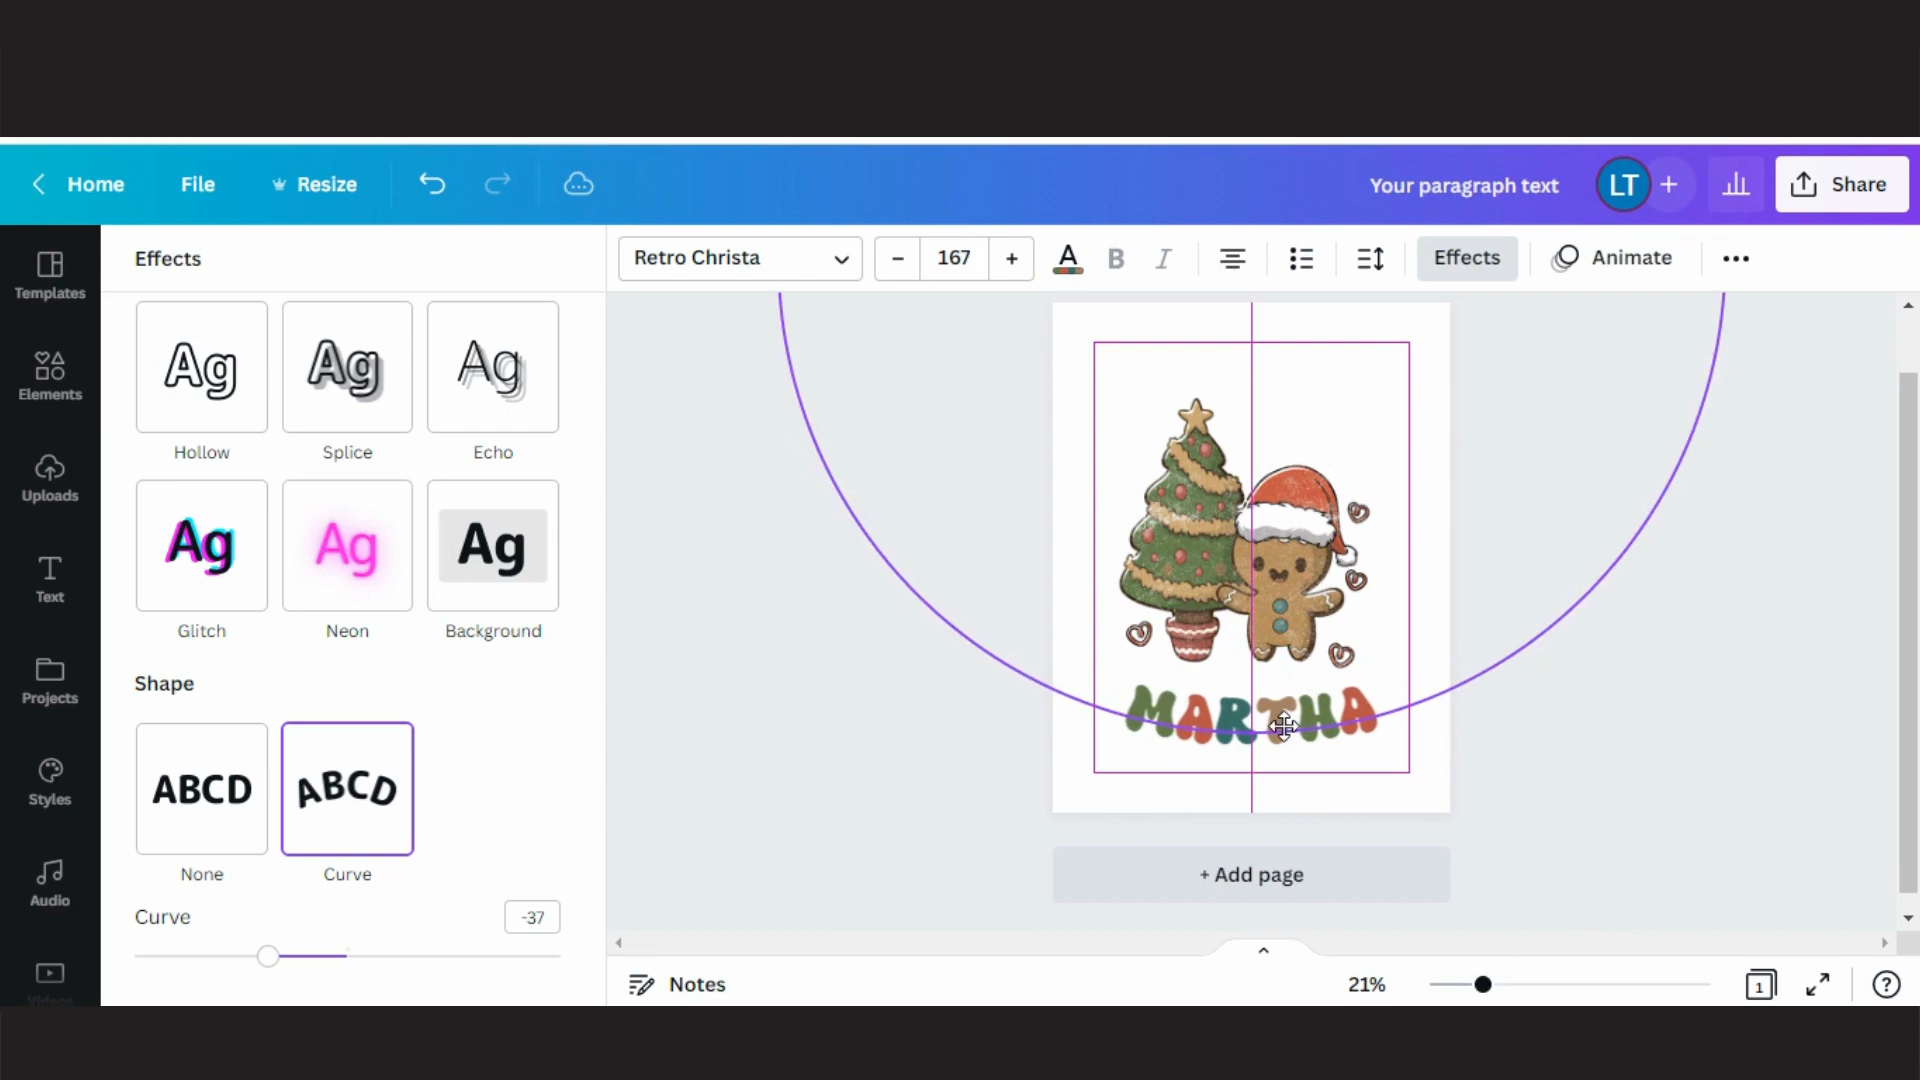 Home File Resize Your paragraph text LT + Share
Templates
Elements
Uploads
Text
Projects
Styles
Audio
Videos
Effects
Ag Ag Ag
Hollow Splice Echo
Ag Ag Ag
Glitch Neon Background
Shape
ABCD ABCD
None Curve
Curve -37
Retro Christa − 167 + A B I Effects Animate
MARTHA
+ Add page
Notes 21% 1 ?